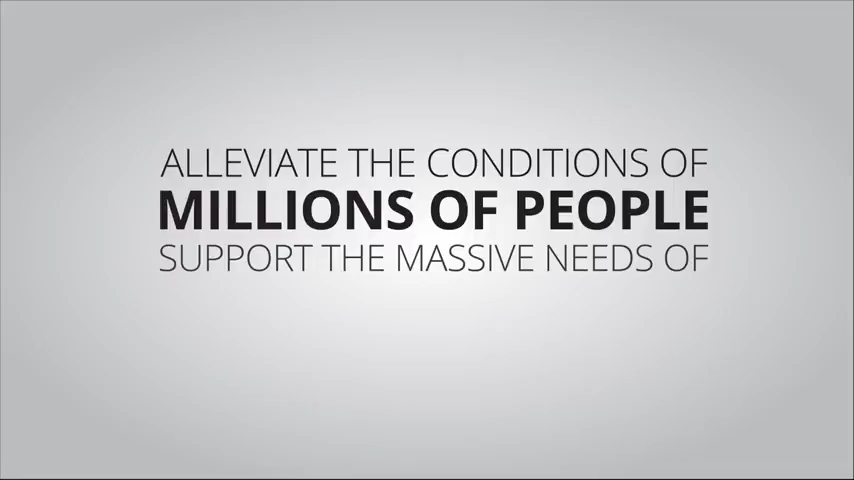 ALLEVIATE THE CONDITIONS OF
MILLIONS OF PEOPLE
SUPPORT THE MASSIVE NEEDS OF